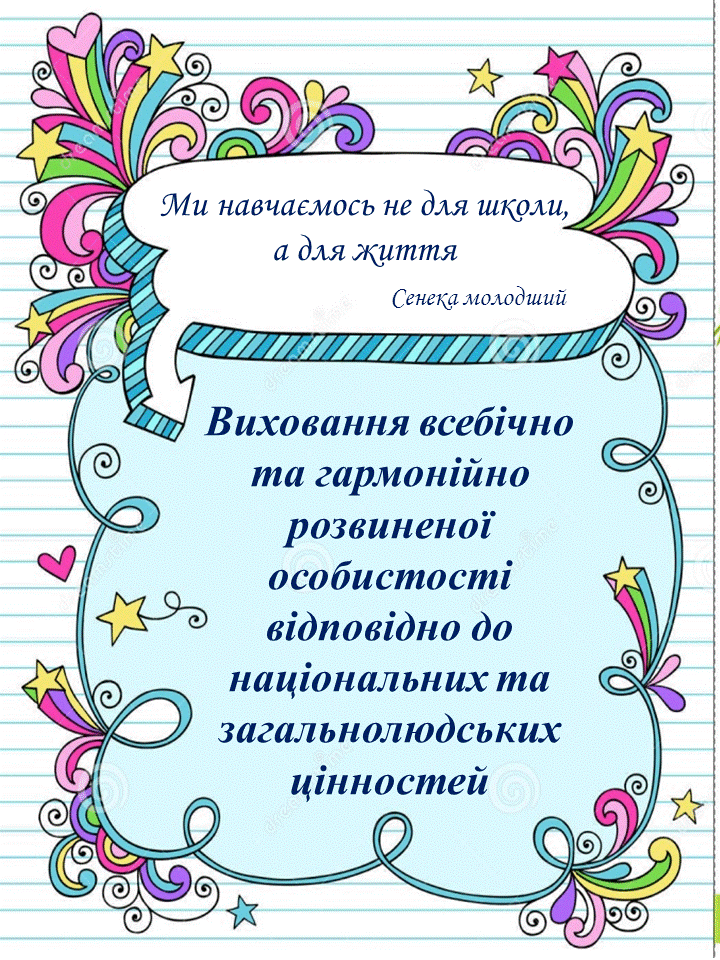 Ми навчаємось не для школи,
а для життя
Сенека молодший
Виховання всебічно
та гармонійно
розвиненої
особистості
відповідно до
національних та
загальнолюдських
цінностей